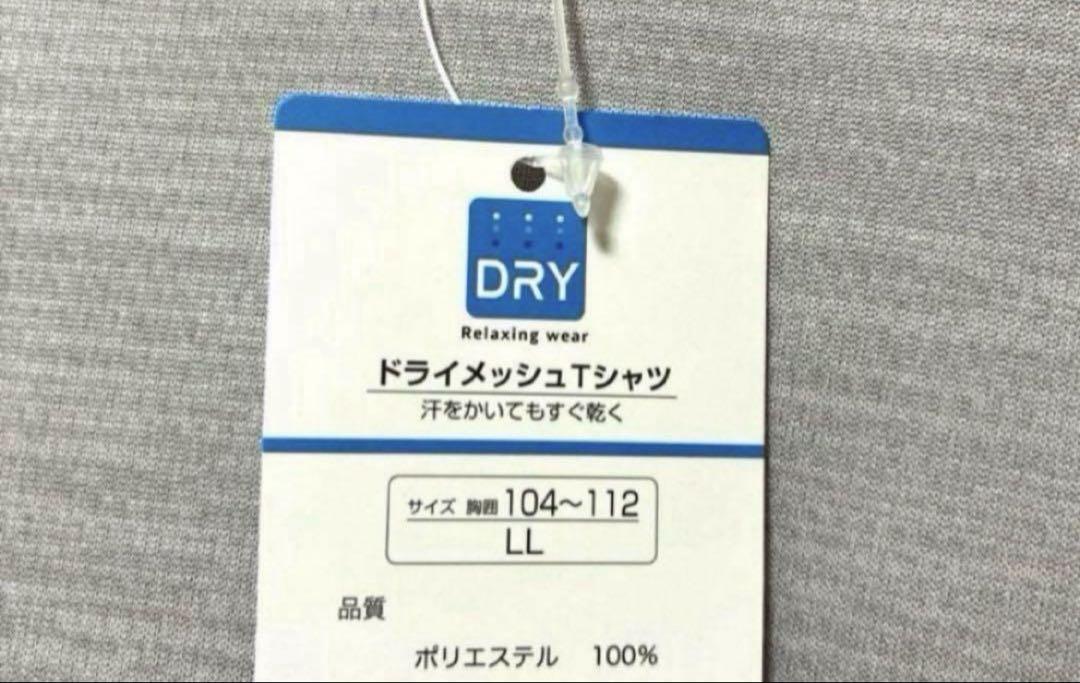 DRY
Relaxing wear
ドライメッシュTシャツ
汗をかいてもすぐ乾く
サイズ 胸囲 104〜112
LL
品質
ポリエステル 100%